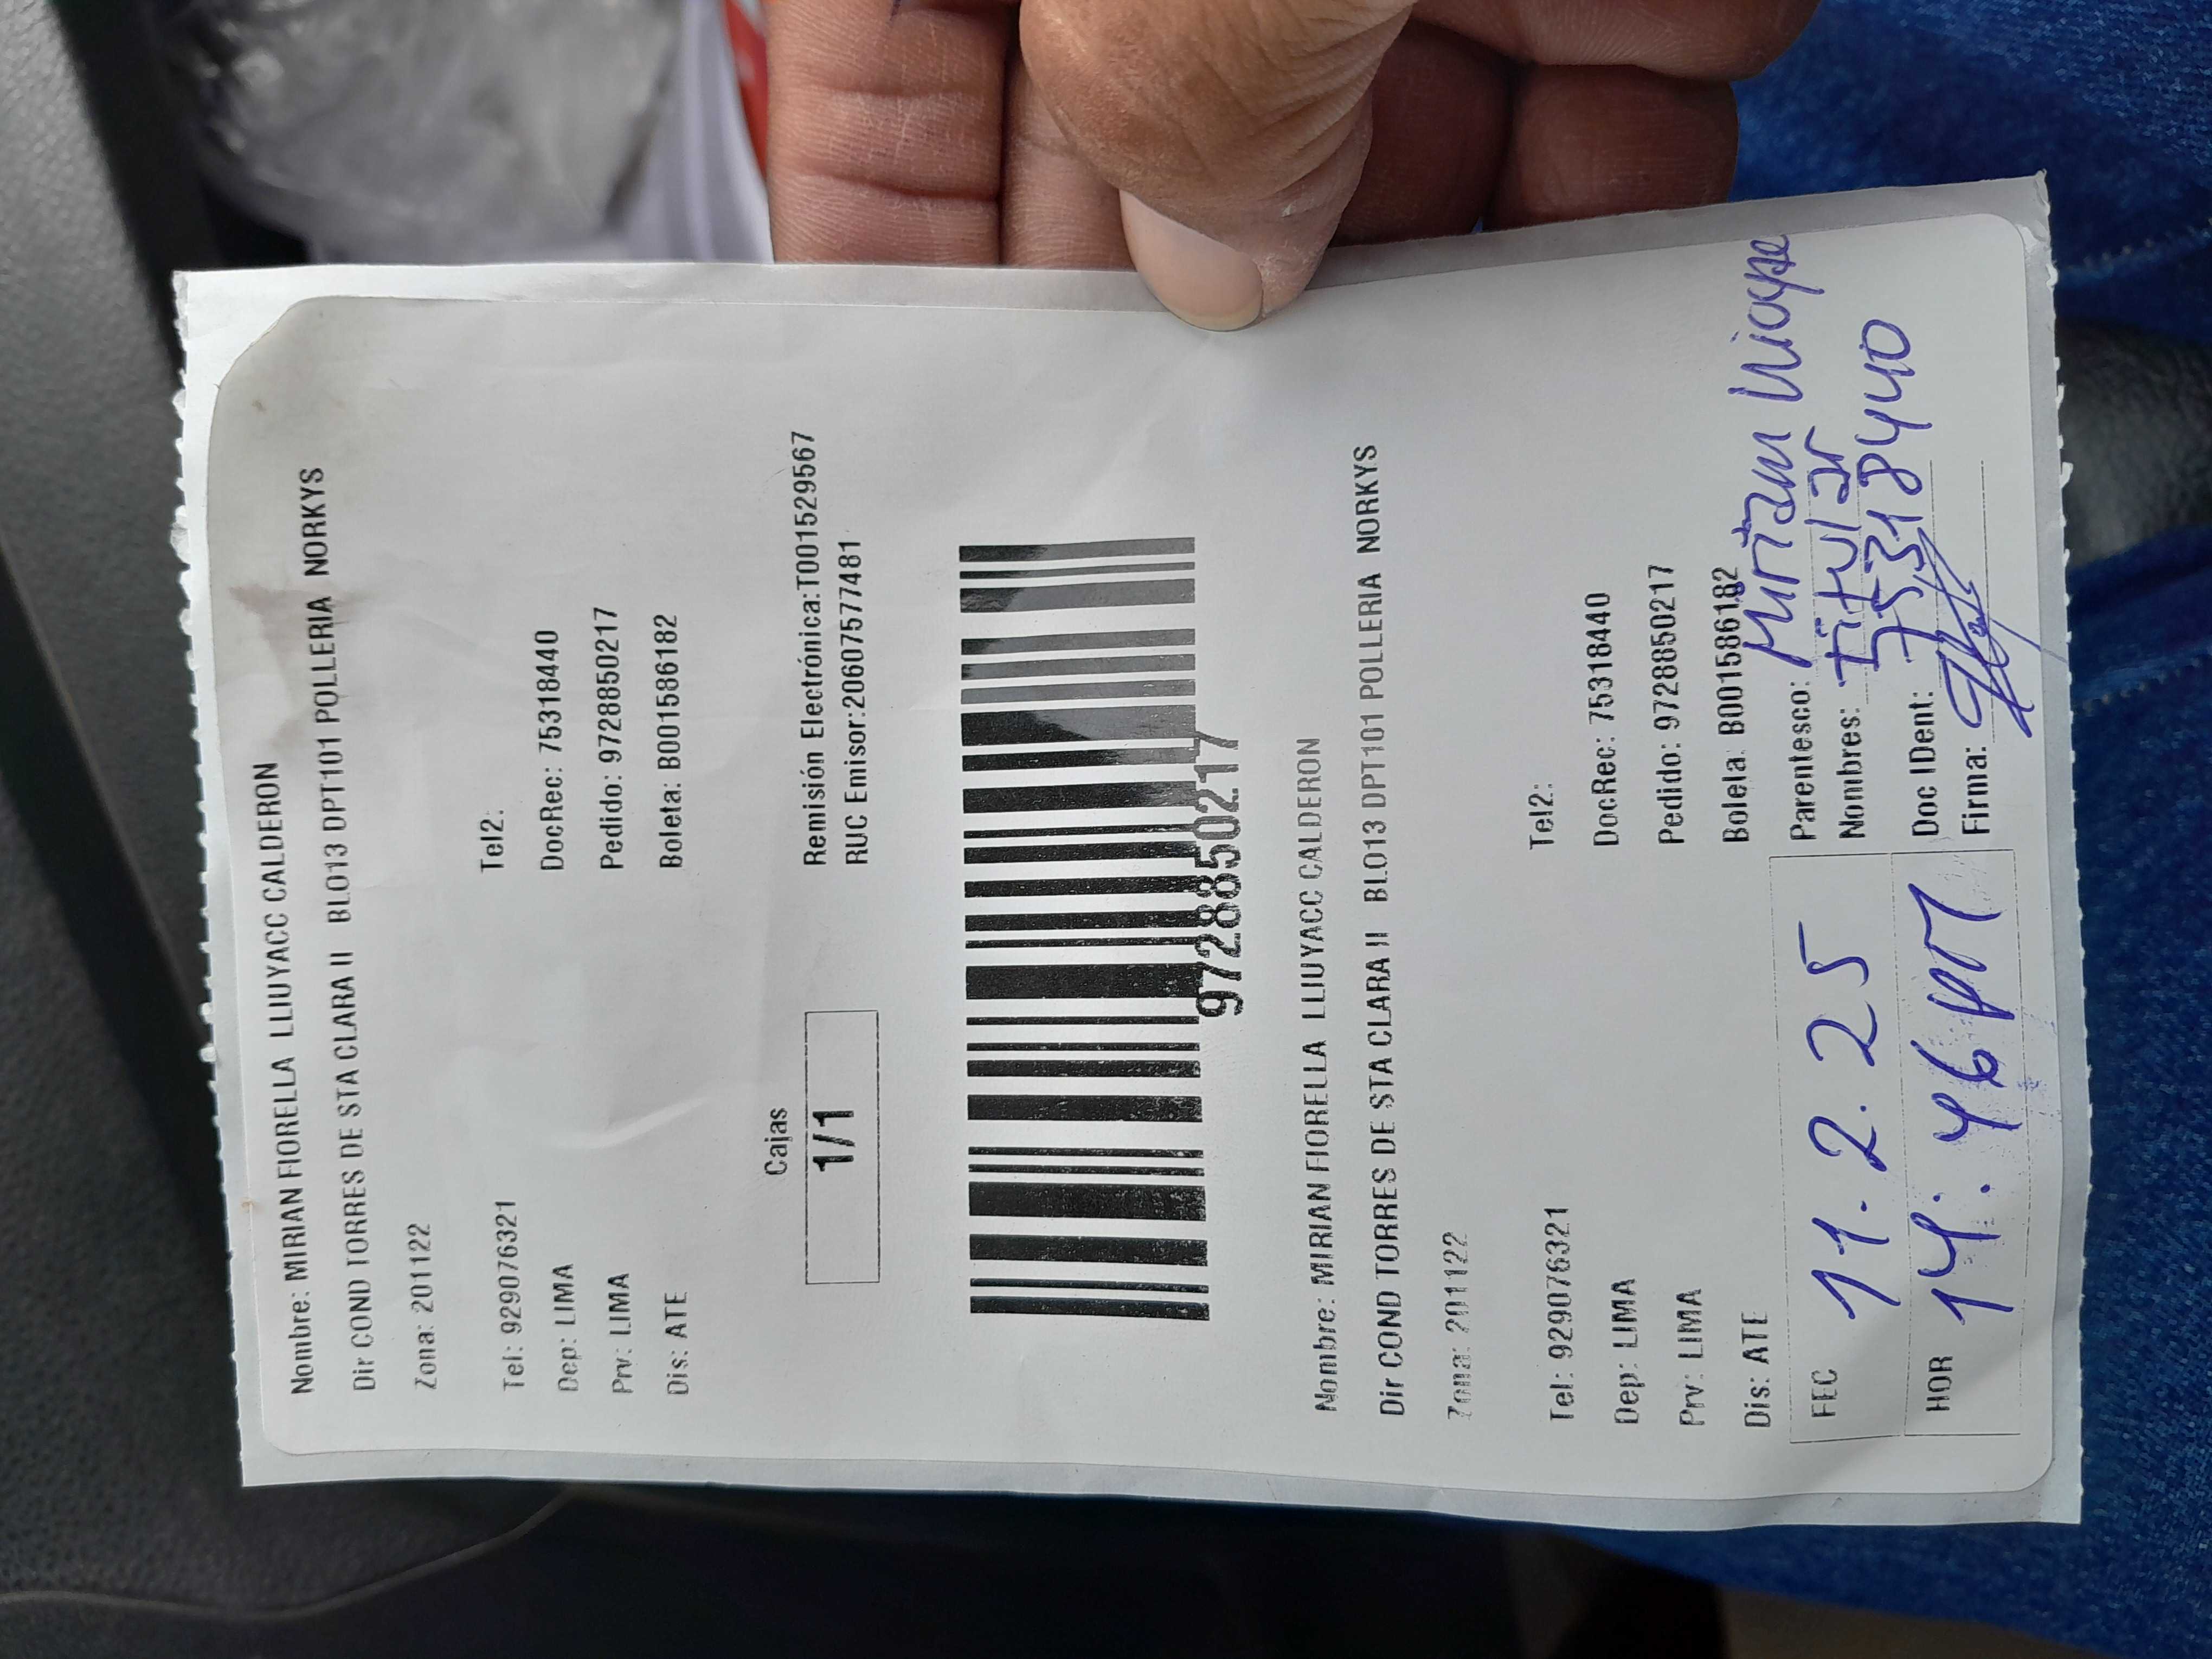 Nombre: MIRIAN FIORELLA LLIUYACC CALDERON
Dir COND TORRES DE STA CLARA II BLO13 DPT101 POLLERIA NORKYS
Zona: 201122
Tel: 929076321 Tel2:
Dep: LIMA DocRec: 75318440
Prv: LIMA Pedido: 9728850217
Dis: ATE Boleta: B001586182
Cajas
1/1
Remisión Electrónica:T001529567
RUC Emisor:20607577481
9728850217
Nombre: MIRIAN FIORELLA LLIUYACC CALDERON
Dir COND TORRES DE STA CLARA II BLO13 DPT101 POLLERIA NORKYS
Zona: 201122
Tel: 929076321 Tel2:
Dep: LIMA DocRec: 75318440
Prv: LIMA Pedido: 9728850217
Dis: ATE Boleta: B001586182
FEC 11.2.25
HOR 14:46 PM
Parentesco: Miriam
Nombres: titular
Doc IDent: 75318440
Firma: